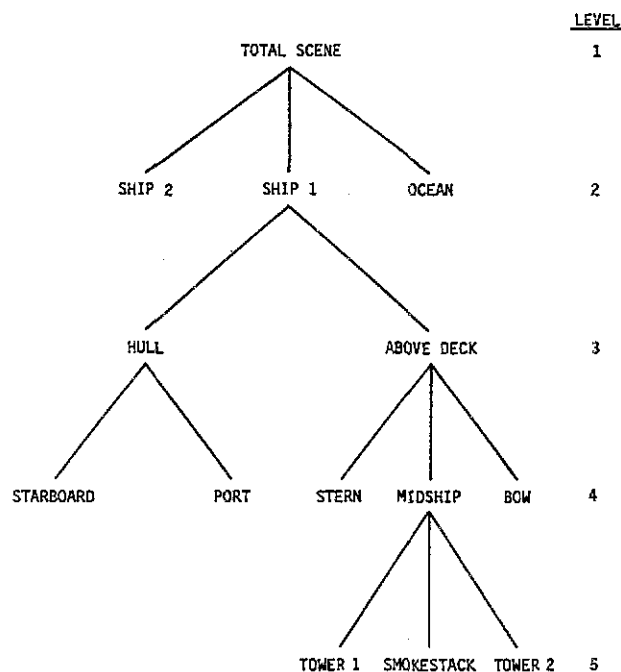 LEVEL
TOTAL SCENE 1
SHIP 2 SHIP 1 OCEAN 2
HULL ABOVE DECK 3
STARBOARD PORT STERN MIDSHIP BOW 4
TOWER 1 SMOKESTACK TOWER 2 5